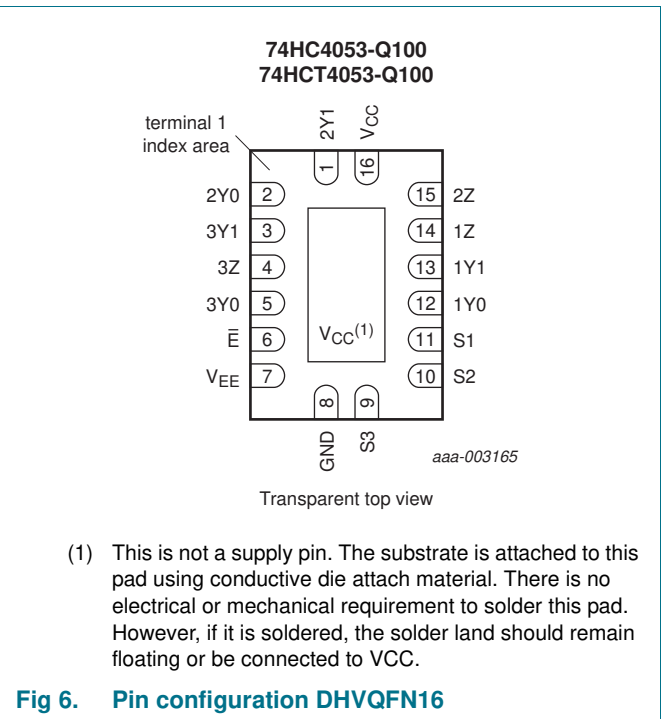 74HC4053-Q100
74HCT4053-Q100
terminal 1
index area
2Y1
VCC
1
16
2Y0 2
15 2Z
3Y1 3
14 1Z
3Z 4
13 1Y1
3Y0 5
12 1Y0
E̅ 6
VCC(1)
11 S1
VEE 7
10 S2
8
9
GND
S3
aaa-003165
Transparent top view
(1) This is not a supply pin. The substrate is attached to this
pad using conductive die attach material. There is no
electrical or mechanical requirement to solder this pad.
However, if it is soldered, the solder land should remain
floating or be connected to VCC.
Fig 6. Pin configuration DHVQFN16